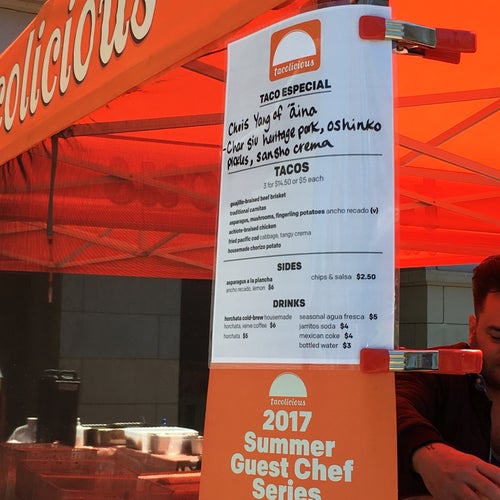 tacolicious
tacolicious
TACO ESPECIAL
Chris Yang of 'āina
-Char siu heritage pork, oshinko
pickles, sansho crema
TACOS
3 for $14.50 or $5 each
guajillo-braised beef brisket
traditional carnitas
asparagus, mushrooms, fingerling potatoes ancho recado (v)
achiote-braised chicken
fried pacific cod cabbage, tangy crema
housemade chorizo potato
SIDES
asparagus a la plancha
ancho recado, lemon $6
chips & salsa $2.50
DRINKS
horchata cold-brew housemade
horchata, verve coffee $6
horchata $5
seasonal agua fresca $5
jarritos soda $4
mexican coke $4
bottled water $3
tacolicious
2017
Summer
Guest Chef
Series